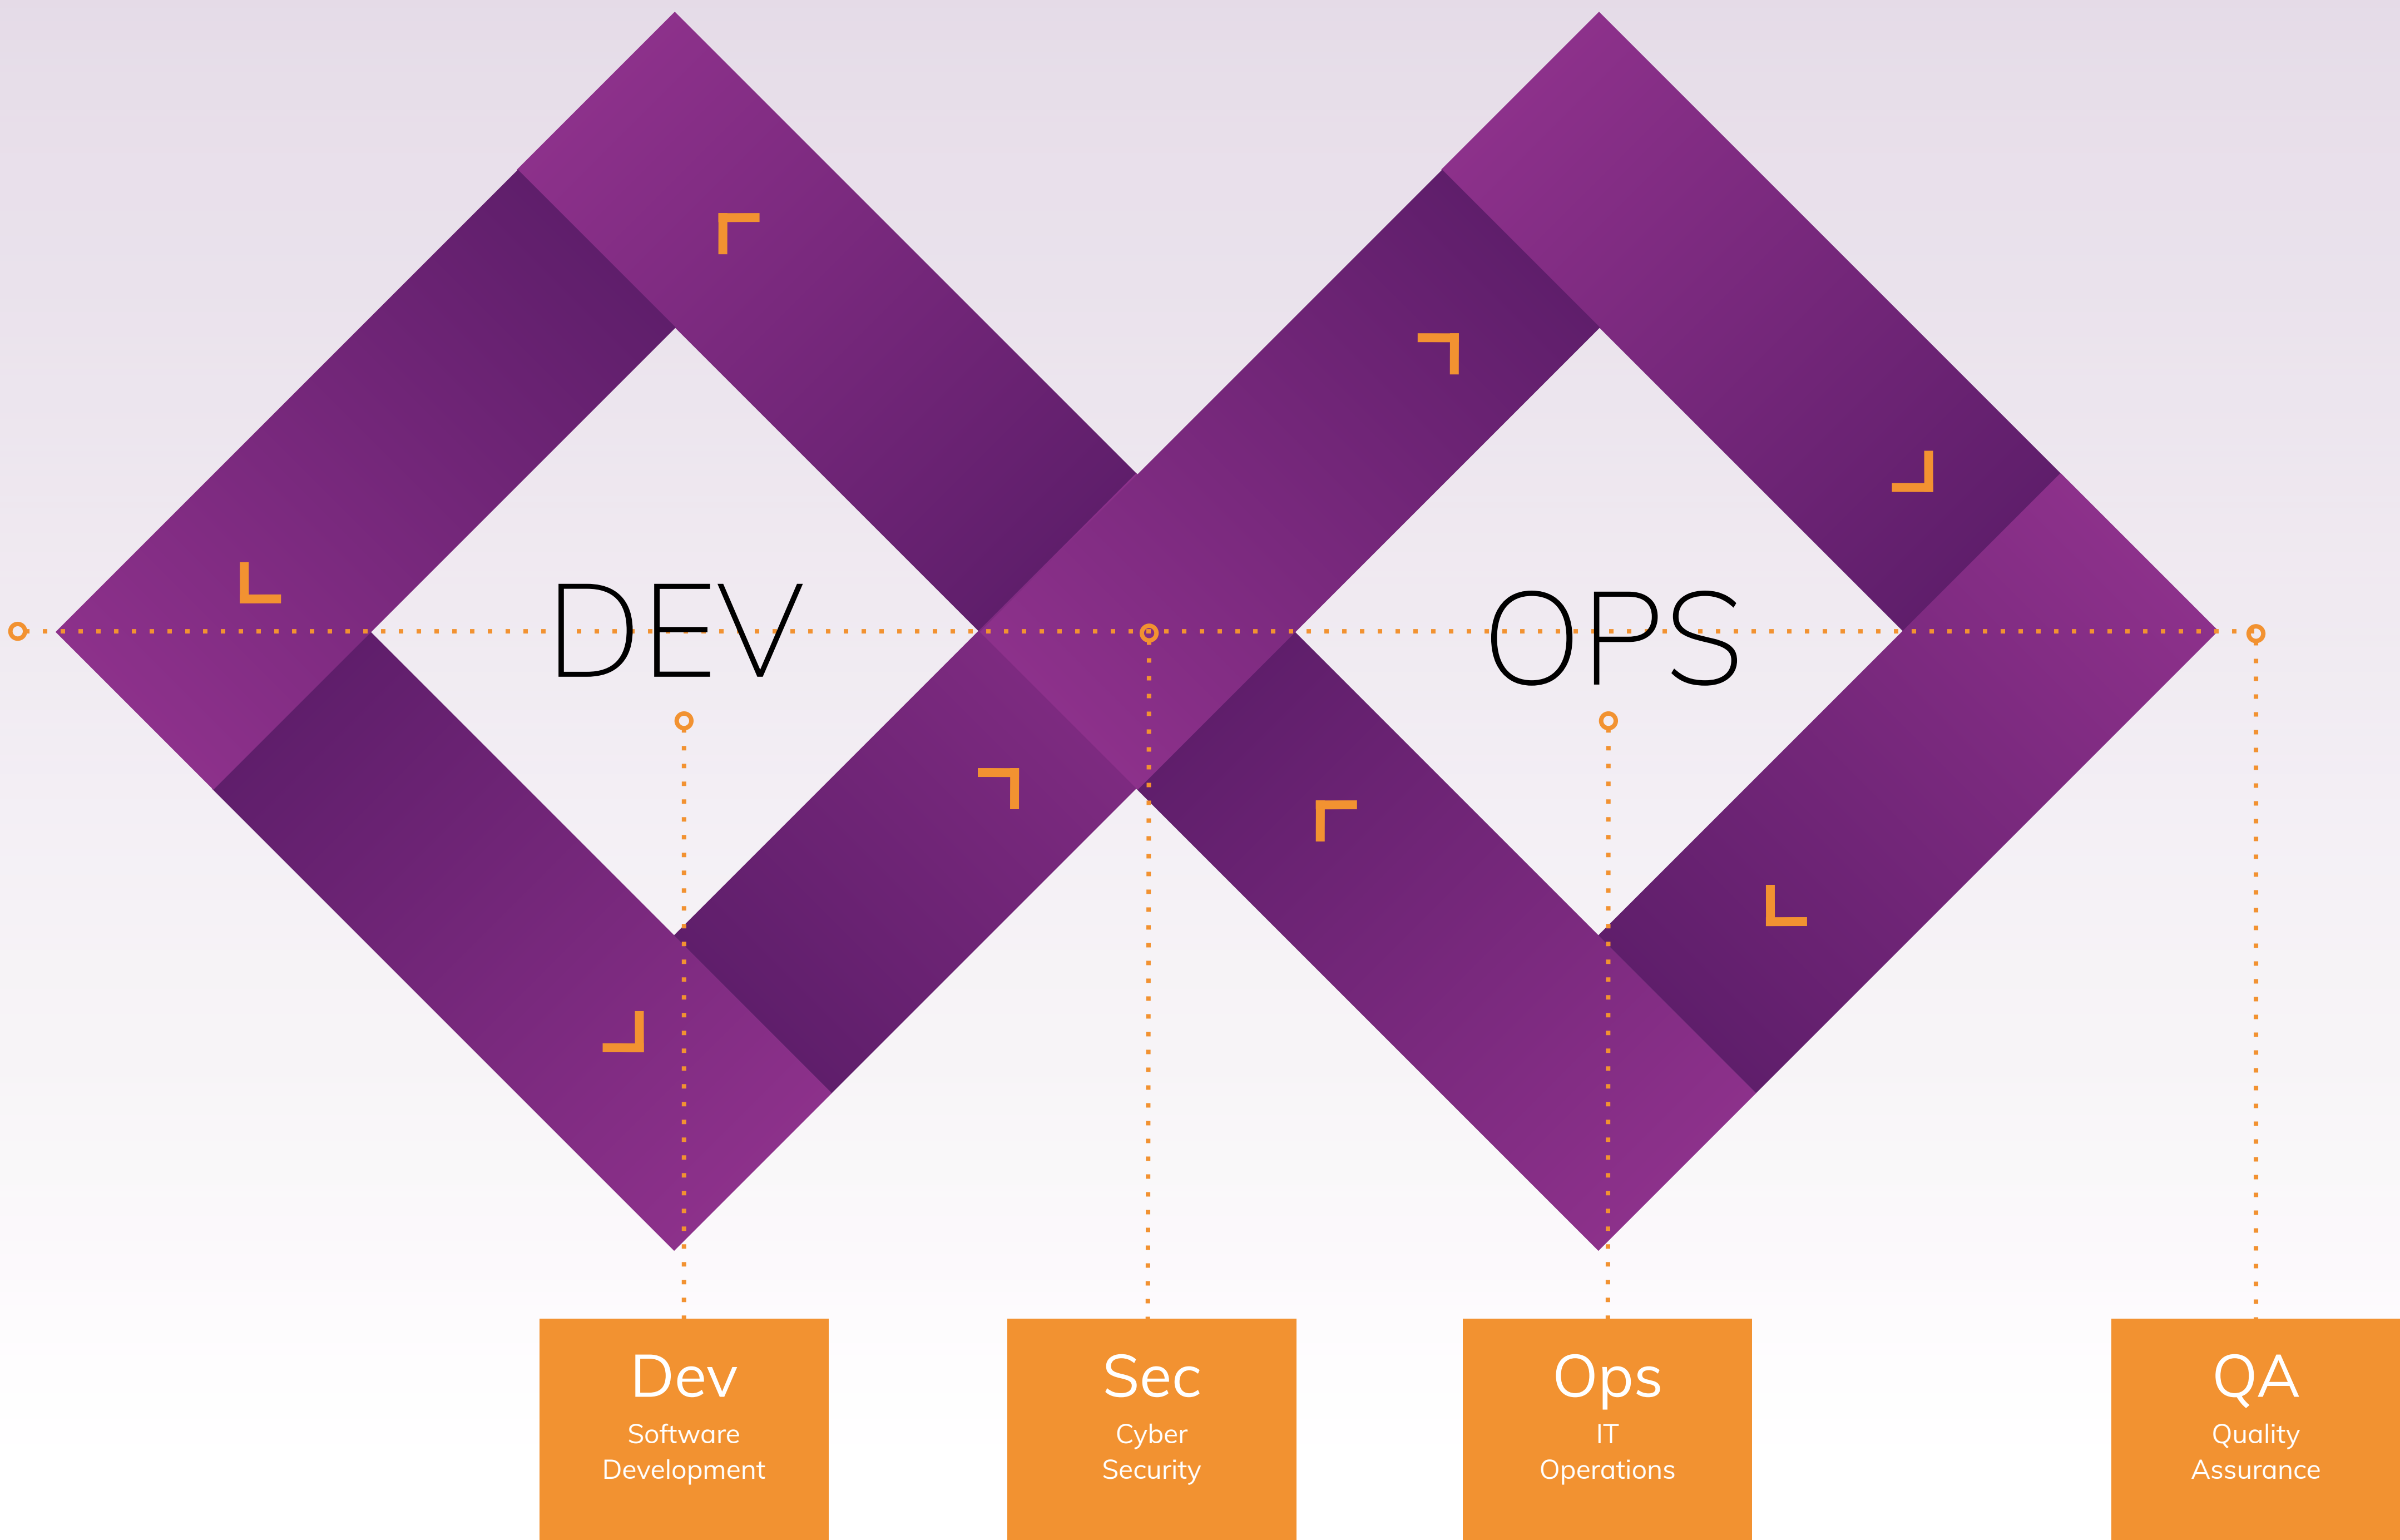 DEV
OPS
Dev
Software
Development
Sec
Cyber
Security
Ops
IT
Operations
QA
Quality
Assurance